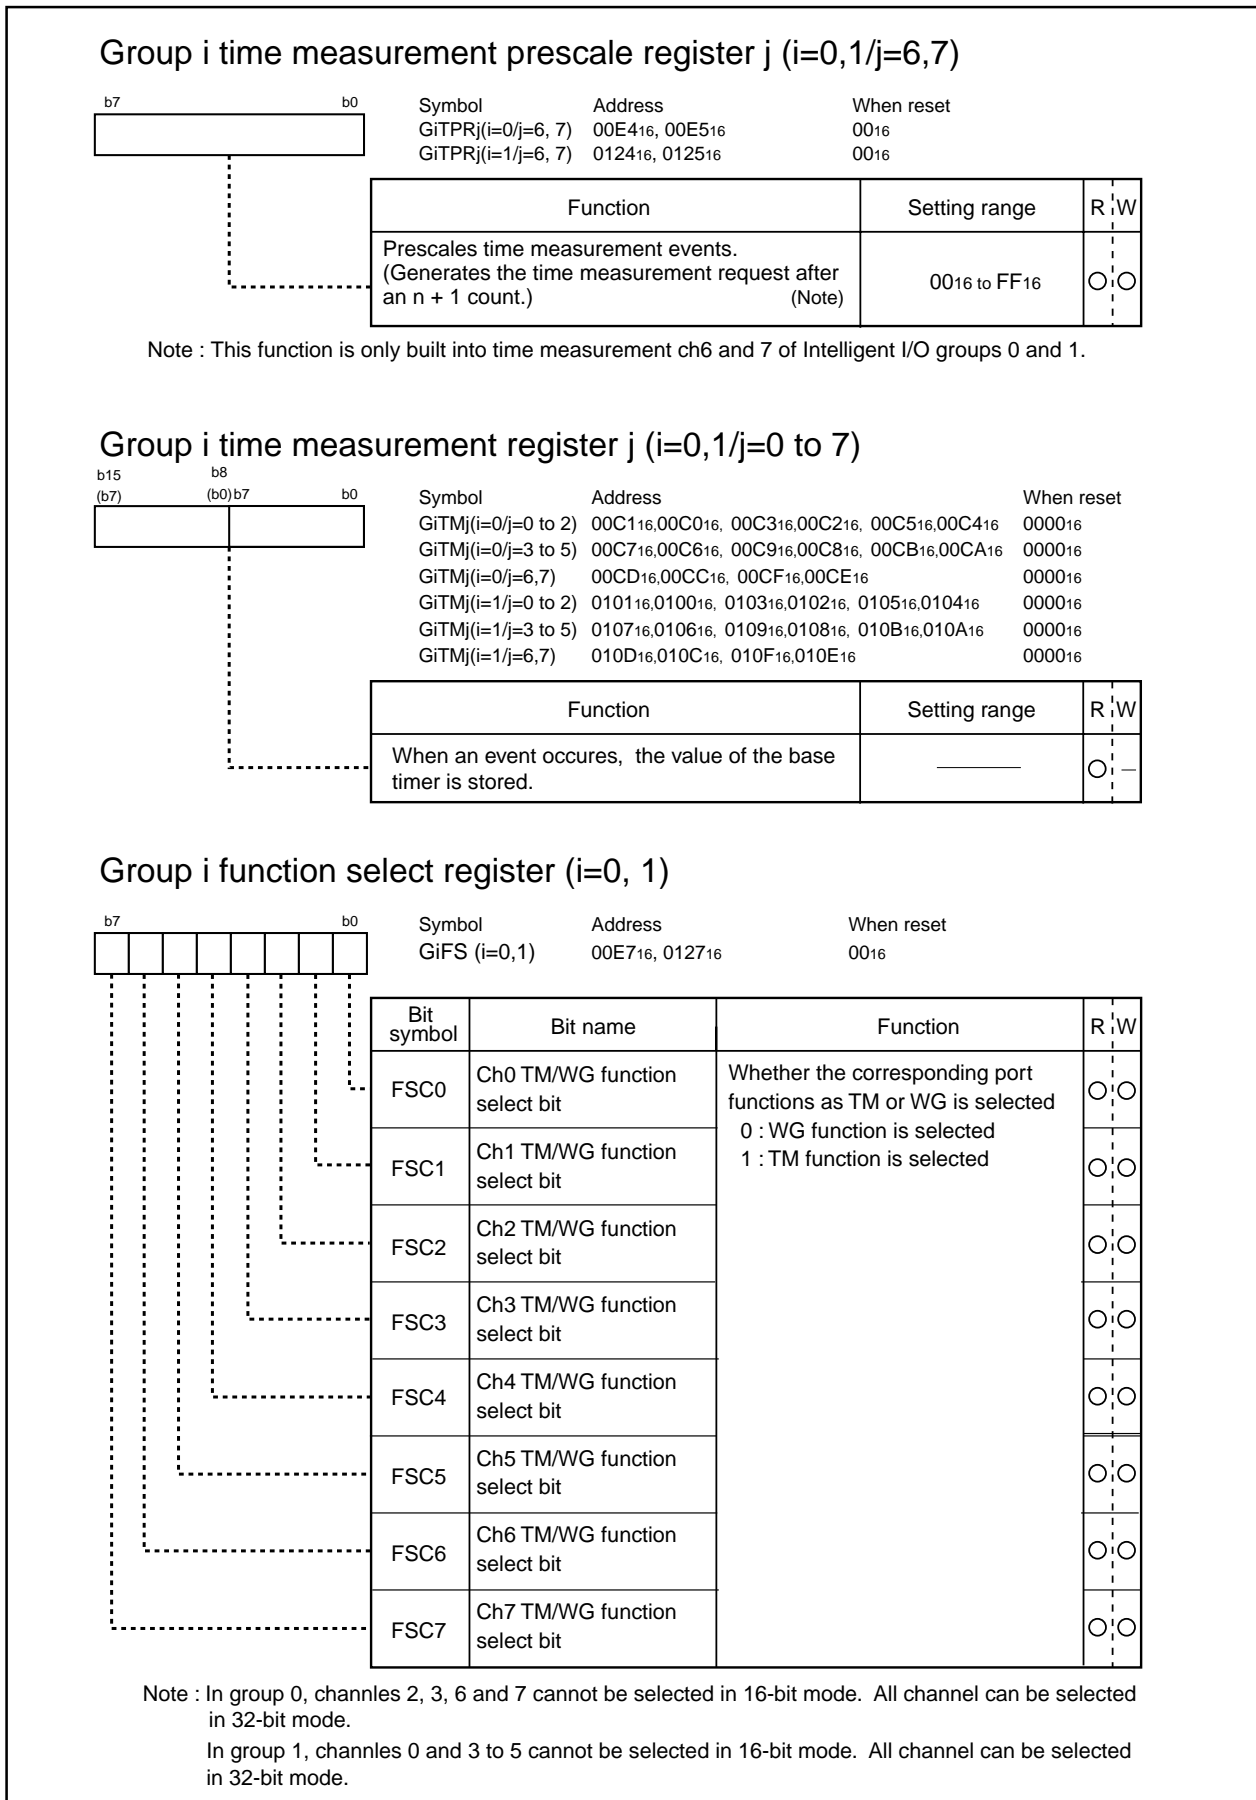 Group i time measurement prescale register j (i=0,1/j=6,7)
b7 b0 Symbol Address When reset
GiTPRj(i=0/j=6, 7) 00E416, 00E516 0016
GiTPRj(i=1/j=6, 7) 012416, 012516 0016
Function Setting range R W
Prescales time measurement events.
(Generates the time measurement request after
an n + 1 count.) (Note)
0016 to FF16
Note : This function is only built into time measurement ch6 and 7 of Intelligent I/O groups 0 and 1.
Group i time measurement register j (i=0,1/j=0 to 7)
b15 b8
(b7) (b0) b7 b0 Symbol Address When reset
GiTMj(i=0/j=0 to 2) 00C116,00C016, 00C316,00C216, 00C516,00C416 000016
GiTMj(i=0/j=3 to 5) 00C716,00C616, 00C916,00C816, 00CB16,00CA16 000016
GiTMj(i=0/j=6,7) 00CD16,00CC16, 00CF16,00CE16 000016
GiTMj(i=1/j=0 to 2) 010116,010016, 010316,010216, 010516,010416 000016
GiTMj(i=1/j=3 to 5) 010716,010616, 010916,010816, 010B16,010A16 000016
GiTMj(i=1/j=6,7) 010D16,010C16, 010F16,010E16 000016
Function Setting range R W
When an event occures, the value of the base
timer is stored.
Group i function select register (i=0, 1)
b7 b0 Symbol Address When reset
GiFS (i=0,1) 00E716, 012716 0016
Bit
symbol Bit name Function R W
FSC0 Ch0 TM/WG function
select bit
Whether the corresponding port
functions as TM or WG is selected
0 : WG function is selected
1 : TM function is selected
FSC1 Ch1 TM/WG function
select bit
FSC2 Ch2 TM/WG function
select bit
FSC3 Ch3 TM/WG function
select bit
FSC4 Ch4 TM/WG function
select bit
FSC5 Ch5 TM/WG function
select bit
FSC6 Ch6 TM/WG function
select bit
FSC7 Ch7 TM/WG function
select bit
Note : In group 0, channles 2, 3, 6 and 7 cannot be selected in 16-bit mode. All channel can be selected
in 32-bit mode.
In group 1, channles 0 and 3 to 5 cannot be selected in 16-bit mode. All channel can be selected
in 32-bit mode.